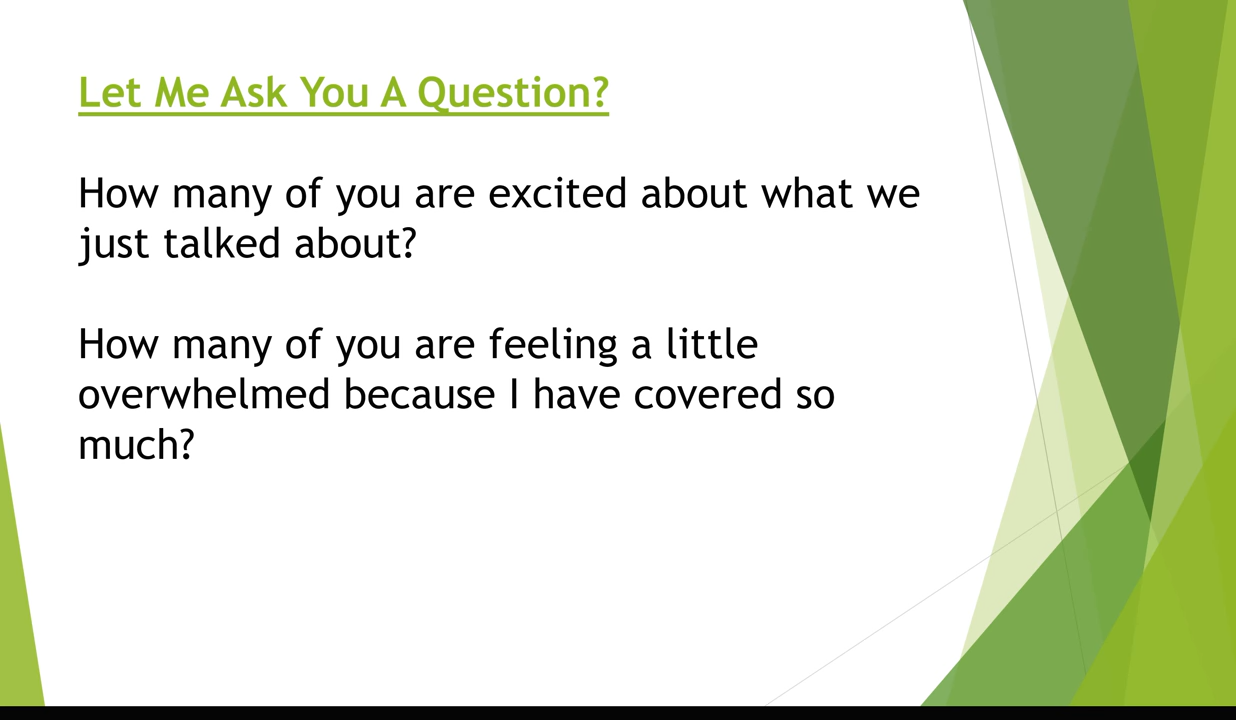 Let Me Ask You A Question?
How many of you are excited about what we
just talked about?
How many of you are feeling a little
overwhelmed because I have covered so
much?